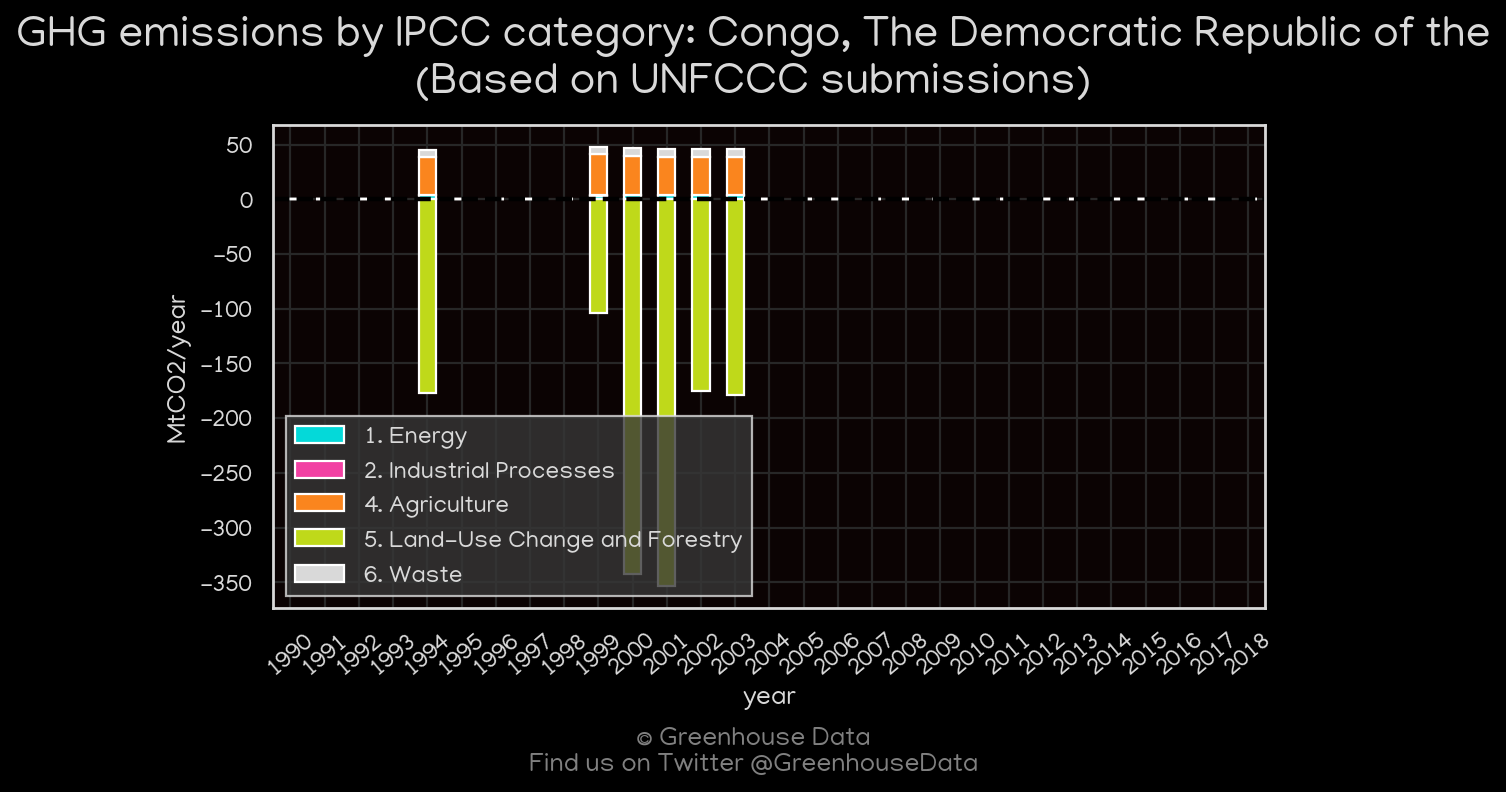 GHG emissions by IPCC category: Congo, The Democratic Republic of the
(Based on UNFCCC submissions)
50
0
−50
−100
−150
−200
−250
−300
−350
MtCO2/year
1. Energy
2. Industrial Processes
4. Agriculture
5. Land−Use Change and Forestry
6. Waste
1990 1991 1992 1993 1994 1995 1996 1997 1998 1999 2000 2001 2002 2003 2004 2005 2006 2007 2008 2009 2010 2011 2012 2013 2014 2015 2016 2017 2018
year
© Greenhouse Data
Find us on Twitter @GreenhouseData